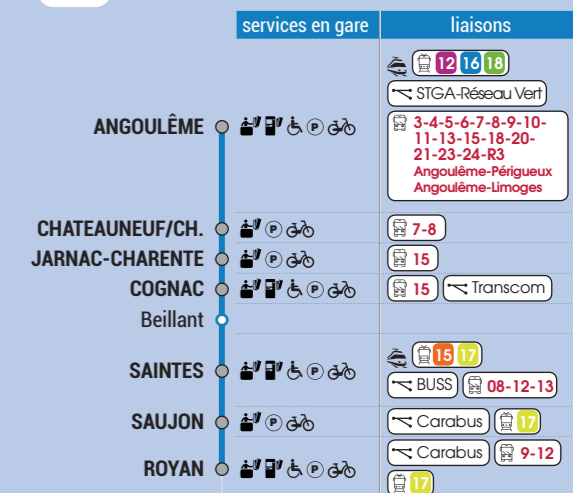 services en gare liaisons
12 16 18
STGA-Réseau Vert
ANGOULÊME P 3-4-5-6-7-8-9-10-
11-13-15-18-20-
21-23-24-R3
Angoulême-Périgueux
Angoulême-Limoges
CHATEAUNEUF/CH. P 7-8
JARNAC-CHARENTE P 15
COGNAC P 15 Transcom
Beillant
15 17
SAINTES P BUSS 08-12-13
SAUJON P Carabus 17
ROYAN P Carabus 9-12
17